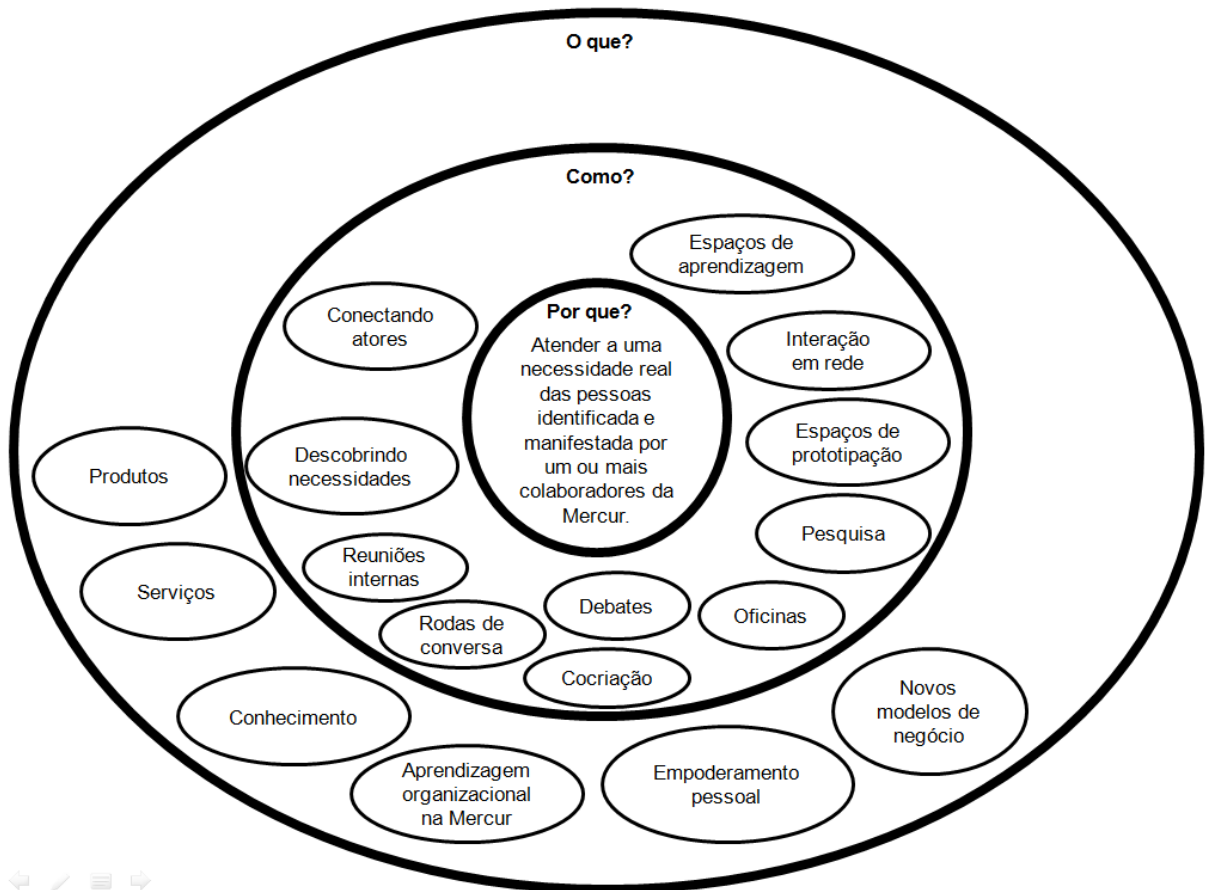 O que?
Como?
Espaços de
aprendizagem
Conectando
atores
Por que?
Atender a uma
necessidade real
das pessoas
identificada e
manifestada por
um ou mais
colaboradores da
Mercur.
Interação
em rede
Espaços de
prototipação
Descobrindo
necessidades
Produtos
Pesquisa
Reuniões
internas
Serviços
Debates
Oficinas
Rodas de
conversa
Cocriação
Conhecimento
Novos
modelos de
negócio
Aprendizagem
organizacional
na Mercur
Empoderamento
pessoal